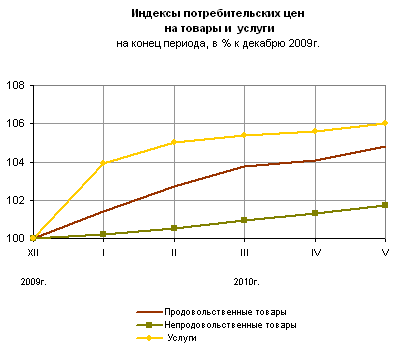 Индексы потребительских цен
на товары и услуги
на конец периода, в % к декабрю 2009г.
108
106
104
102
100
XII I II III IV V
2009г. 2010г.
Продовольственные товары
Непродовольственные товары
Услуги